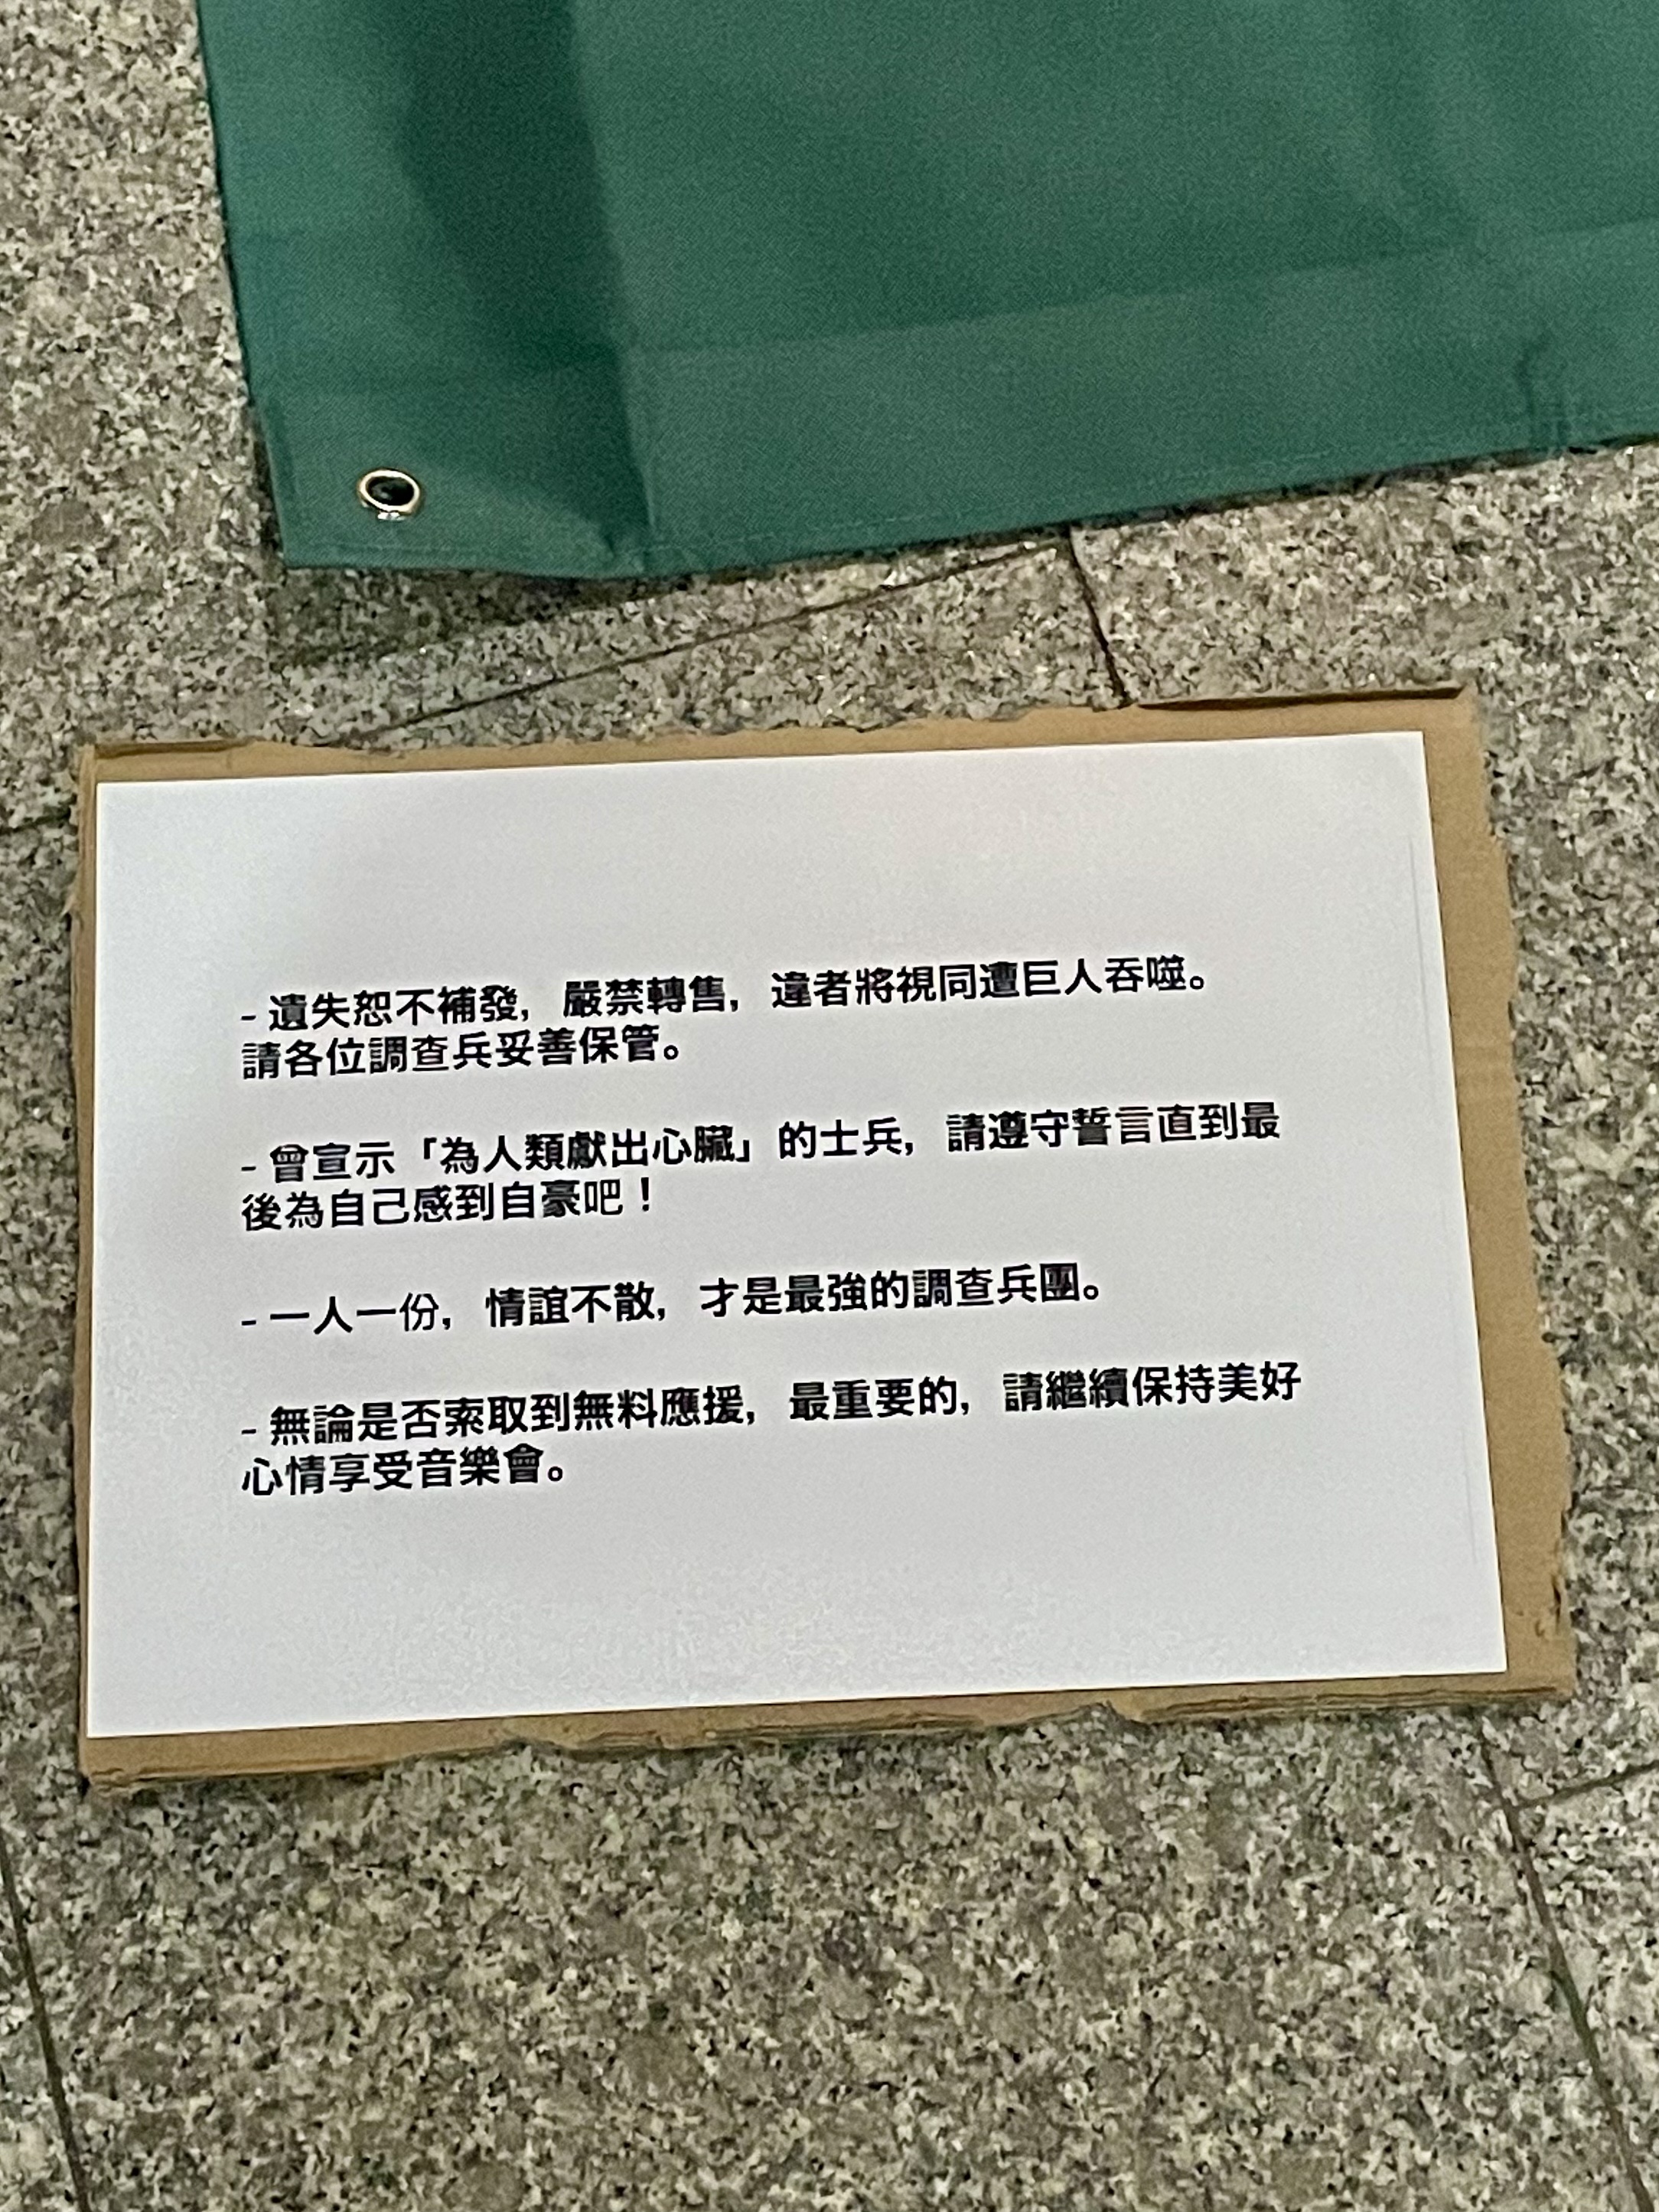 - 遺失恕不補發，嚴禁轉售，違者將視同遭巨人吞噬。
請各位調查兵妥善保管。
- 曾宣示「為人類獻出心臟」的士兵，請遵守誓言直到最
後為自己感到自豪吧！
- 一人一份，情誼不散，才是最強的調查兵團。
- 無論是否索取到無料應援，最重要的，請繼續保持美好
心情享受音樂會。